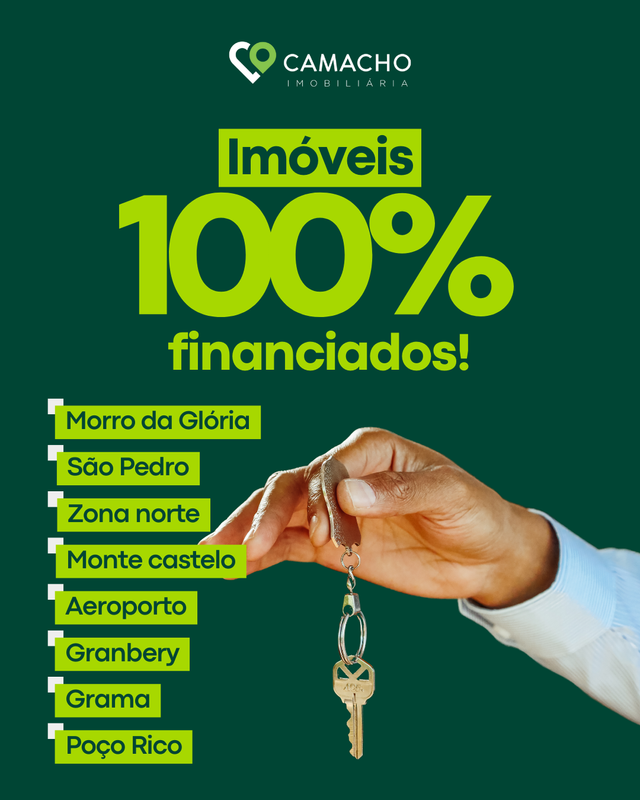 CAMACHO
IMOBILIÁRIA
Imóveis
100%
financiados!
Morro da Glória
São Pedro
Zona norte
Monte castelo
Aeroporto
Granbery
Grama
Poço Rico